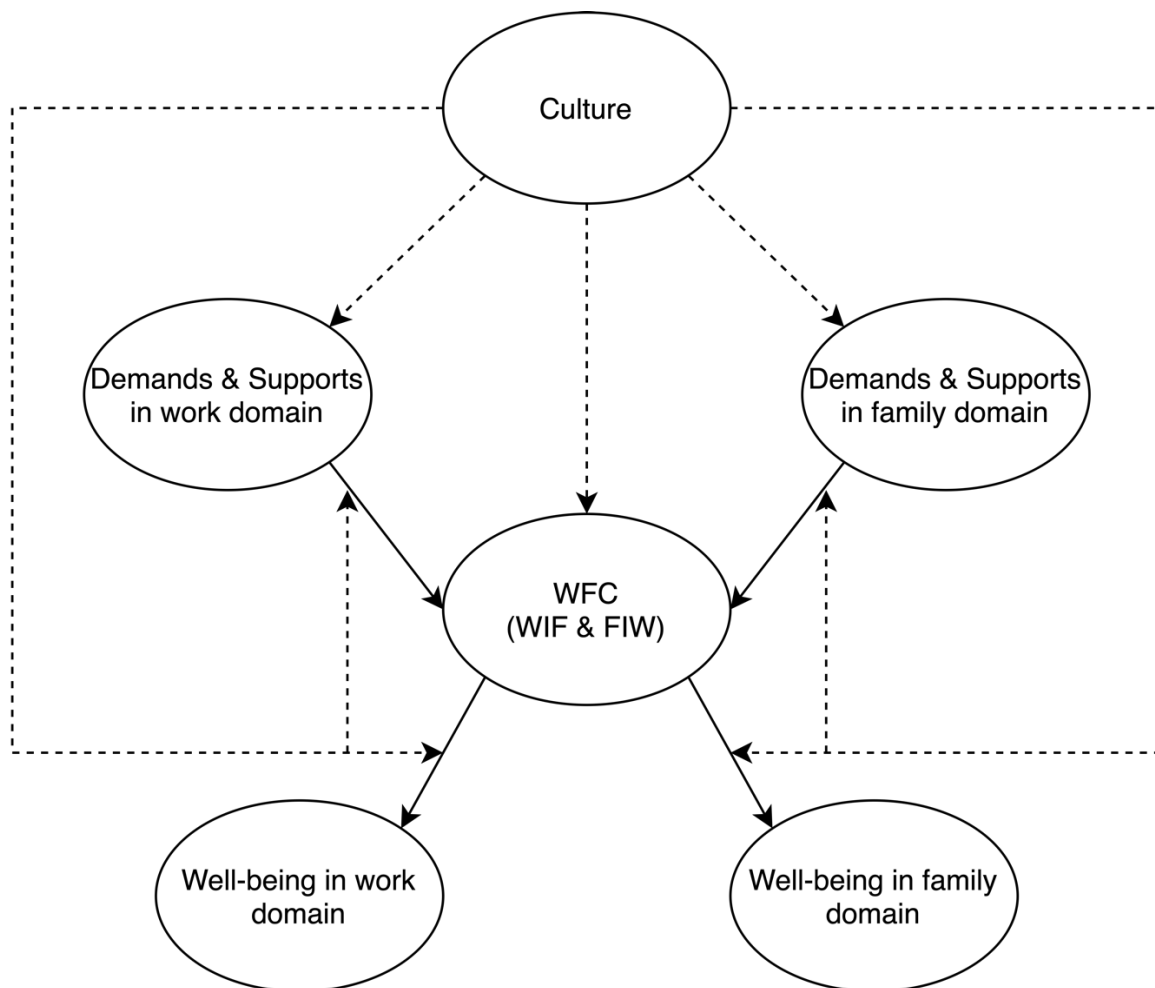 Culture
Demands & Supports
in work domain
Demands & Supports
in family domain
WFC
(WIF & FIW)
Well-being in work
domain
Well-being in family
domain